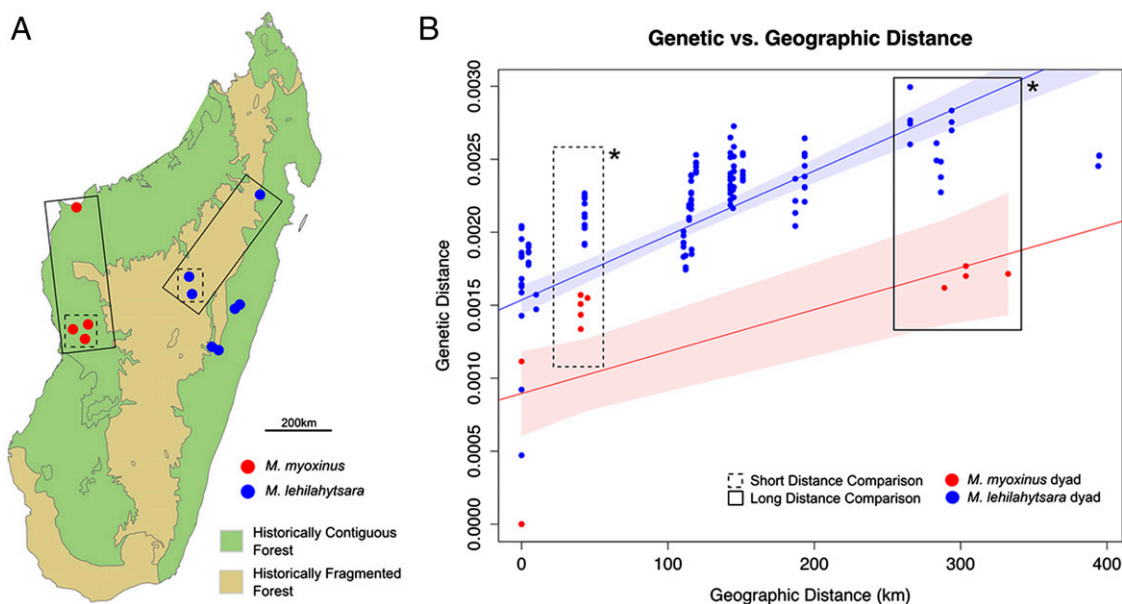 A
200km
M. myoxinus
M. lehilahytsara
Historically Contiguous
Forest
Historically Fragmented
Forest
B
Genetic vs. Geographic Distance
Genetic Distance
0.0030
0.0025
0.0020
0.0015
0.0010
0.0005
0.0000
*
*
Short Distance Comparison
Long Distance Comparison
M. myoxinus dyad
M. lehilahytsara dyad
0
100
200
300
400
Geographic Distance (km)